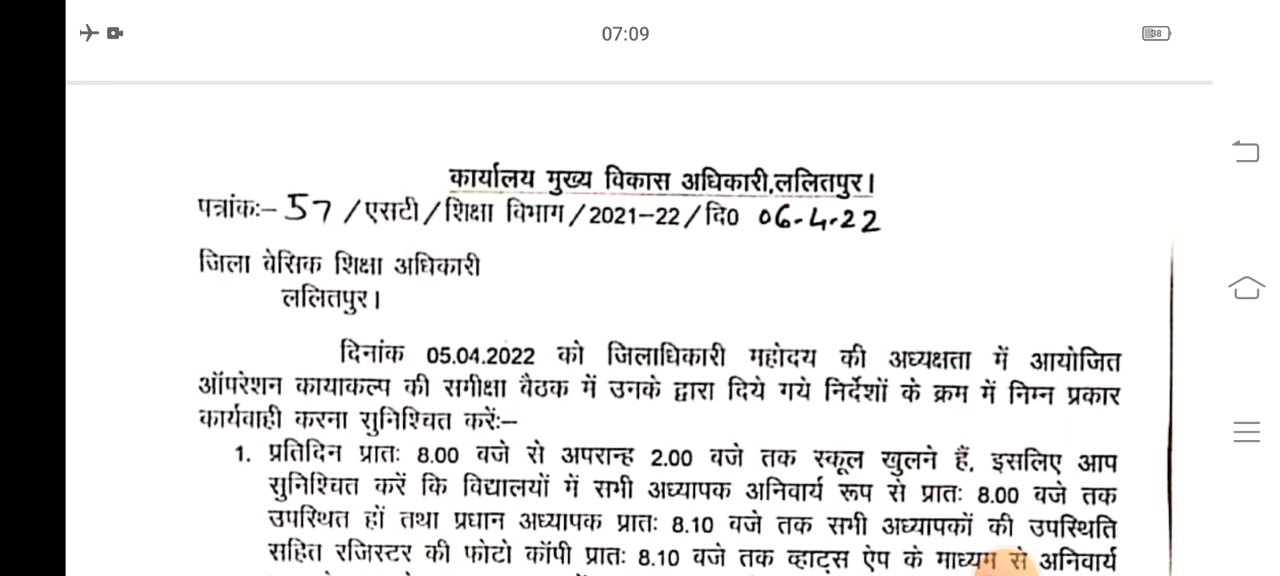 07:09
38
कार्यालय मुख्य विकास अधिकारी,ललितपुर।
पत्रांकः– 57 /एसटी/शिक्षा विभाग/2021–22/दि0 06-4-22
जिला बेसिक शिक्षा अधिकारी
ललितपुर।
दिनांक 05.04.2022 को जिलाधिकारी महोदय की अध्यक्षता में आयोजित
ऑपरेशन कायाकल्प की समीक्षा बैठक में उनके द्वारा दिये गये निर्देशों के क्रम में निम्न प्रकार
कार्यवाही करना सुनिश्चित करेंः–
1. प्रतिदिन प्रातः 8.00 बजे से अपरान्ह 2.00 बजे तक स्कूल खुलने हैं, इसलिए आप
सुनिश्चित करें कि विद्यालयों में सभी अध्यापक अनिवार्य रूप से प्रातः 8.00 बजे तक
उपस्थित हों तथा प्रधान अध्यापक प्रातः 8.10 बजे तक सभी अध्यापकों की उपस्थिति
सहित रजिस्टर की फोटो कॉपी प्रातः 8.10 बजे तक व्हाट्स ऐप के माध्यम से अनिवार्य